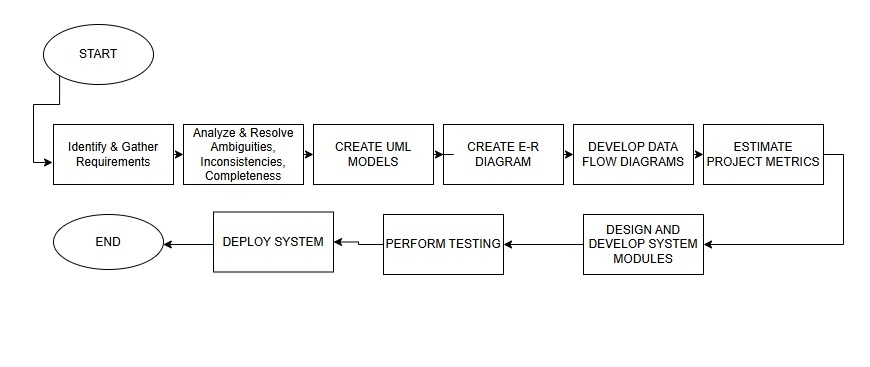 START
Identify & Gather
Requirements
Analyze & Resolve
Ambiguities,
Inconsistencies,
Completeness
CREATE UML
MODELS
CREATE E-R
DIAGRAM
DEVELOP DATA
FLOW DIAGRAMS
ESTIMATE
PROJECT METRICS
DESIGN AND
DEVELOP SYSTEM
MODULES
PERFORM TESTING
DEPLOY SYSTEM
END